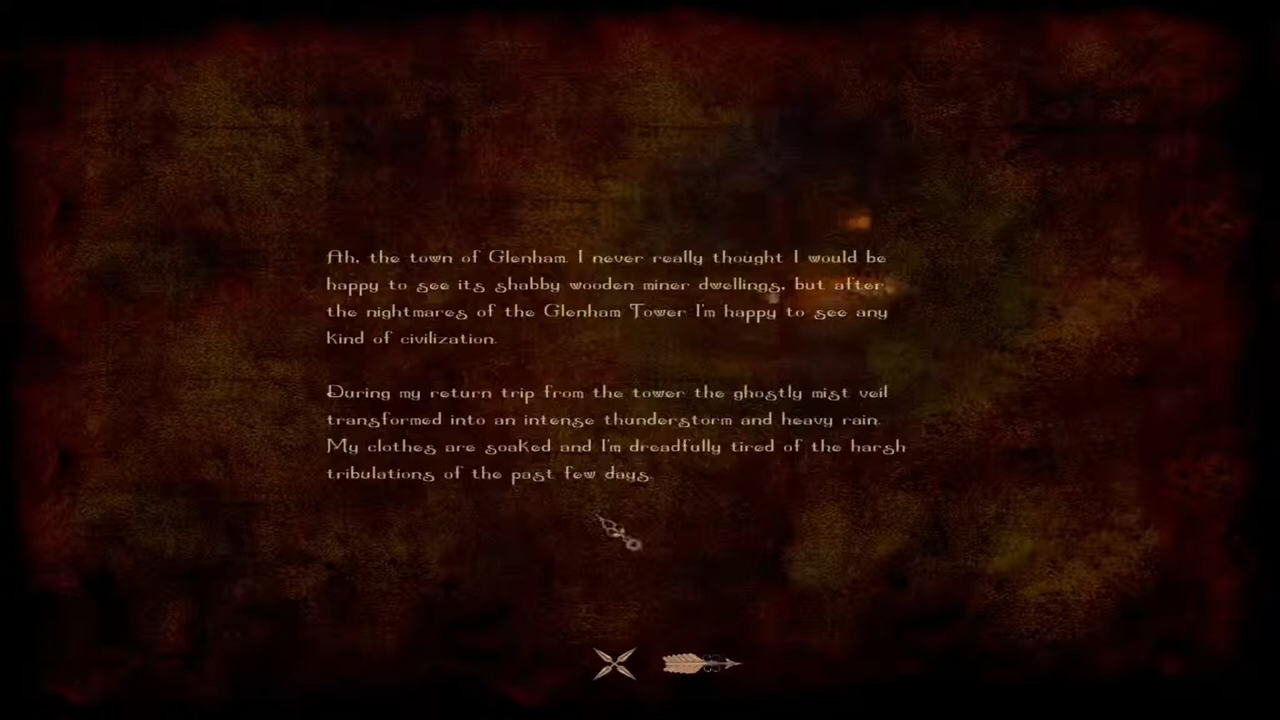 Ah, the town of Glenham. I never really thought I would be
happy to see its shabby wooden miner dwellings, but after
the nightmares of the Glenham Tower I'm happy to see any
kind of civilization.
During my return trip from the tower the ghostly mist veil
transformed into an intense thunderstorm and heavy rain.
My clothes are soaked and I'm dreadfully tired of the harsh
tribulations of the past few days.